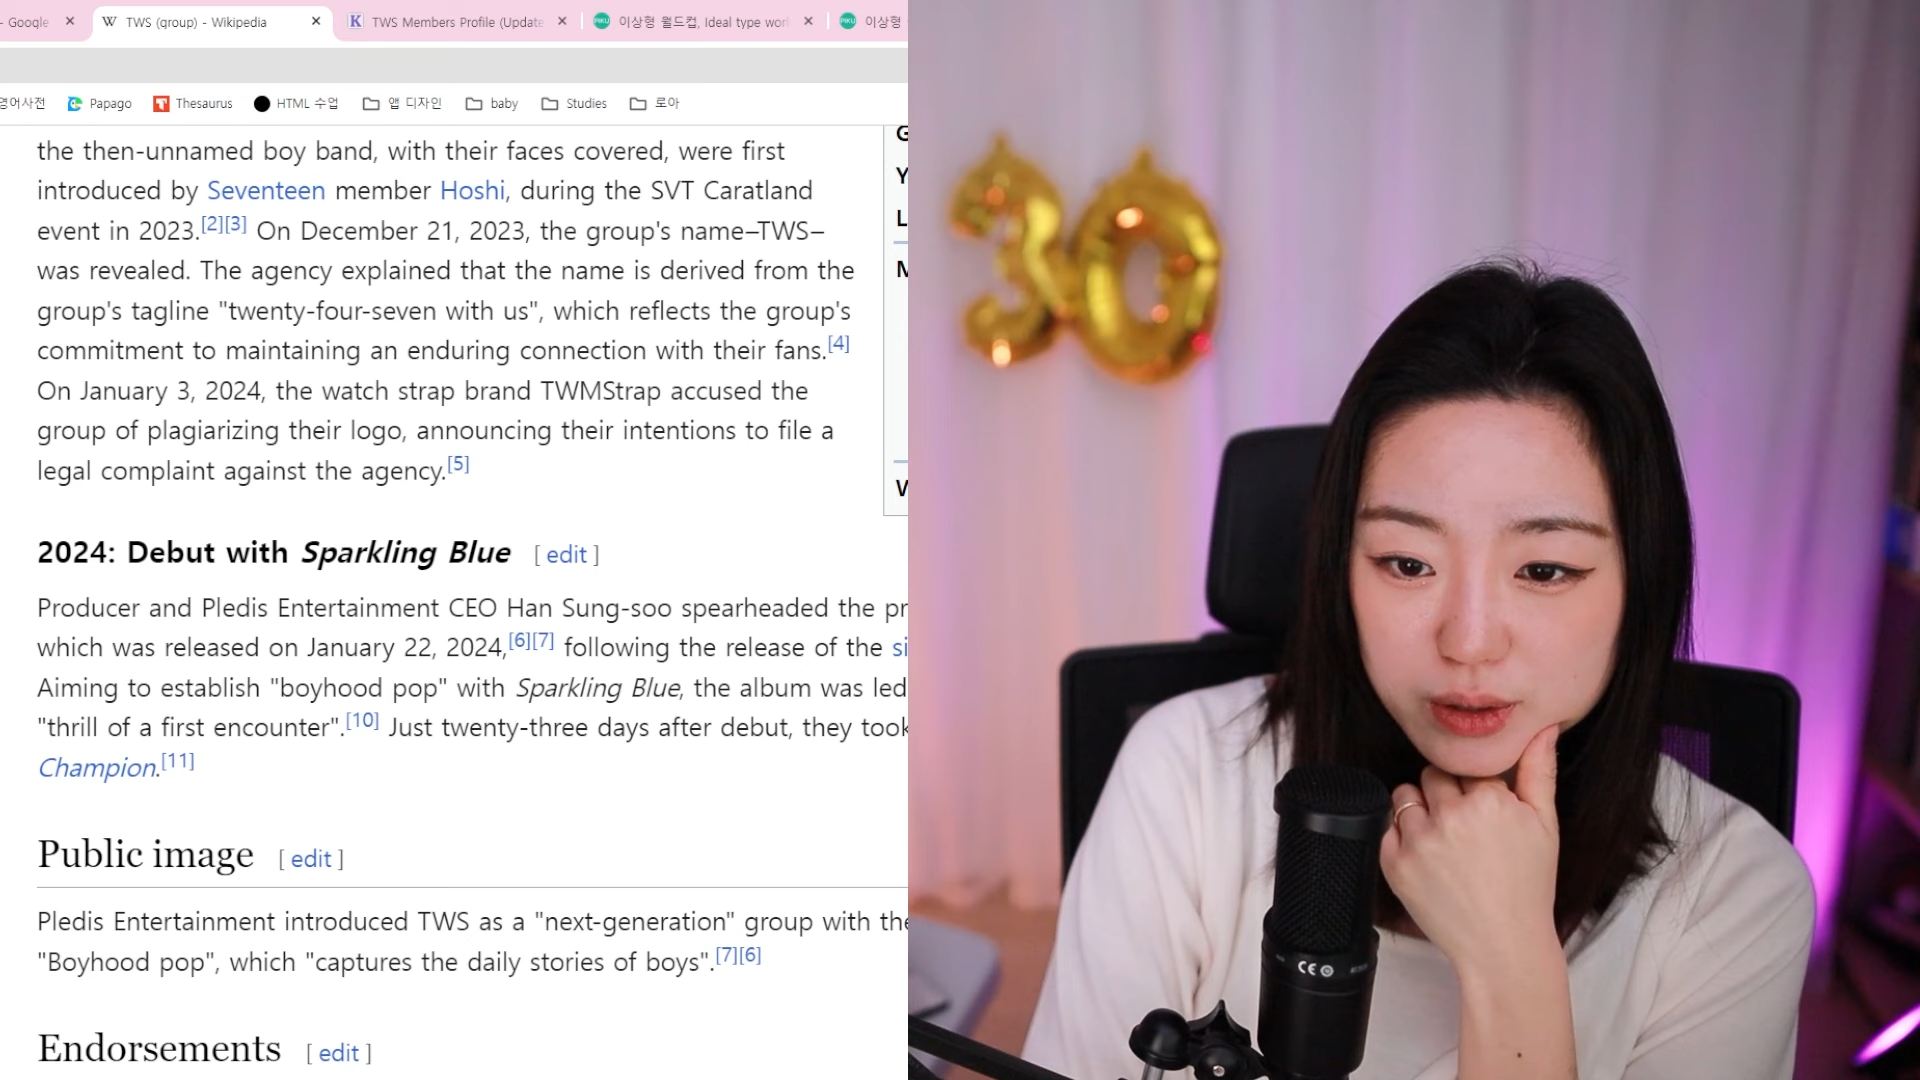 - Google
TWS (group) - Wikipedia
TWS Members Profile (Update
이상형 월드컵, Ideal type wor
이상형
영어사전
Papago
Thesaurus
HTML 수업
앱 디자인
baby
Studies
로아
the then-unnamed boy band, with their faces covered, were first
introduced by Seventeen member Hoshi, during the SVT Caratland
event in 2023.[2][3] On December 21, 2023, the group's name–TWS–
was revealed. The agency explained that the name is derived from the
group's tagline "twenty-four-seven with us", which reflects the group's
commitment to maintaining an enduring connection with their fans.[4]
On January 3, 2024, the watch strap brand TWMStrap accused the
group of plagiarizing their logo, announcing their intentions to file a
legal complaint against the agency.[5]
2024: Debut with Sparkling Blue [ edit ]
Producer and Pledis Entertainment CEO Han Sung-soo spearheaded the pr
which was released on January 22, 2024,[6][7] following the release of the si
Aiming to establish "boyhood pop" with Sparkling Blue, the album was led
"thrill of a first encounter".[10] Just twenty-three days after debut, they took
Champion.[11]
Public image [ edit ]
Pledis Entertainment introduced TWS as a "next-generation" group with the
"Boyhood pop", which "captures the daily stories of boys".[7][6]
Endorsements [ edit ]
30
CE